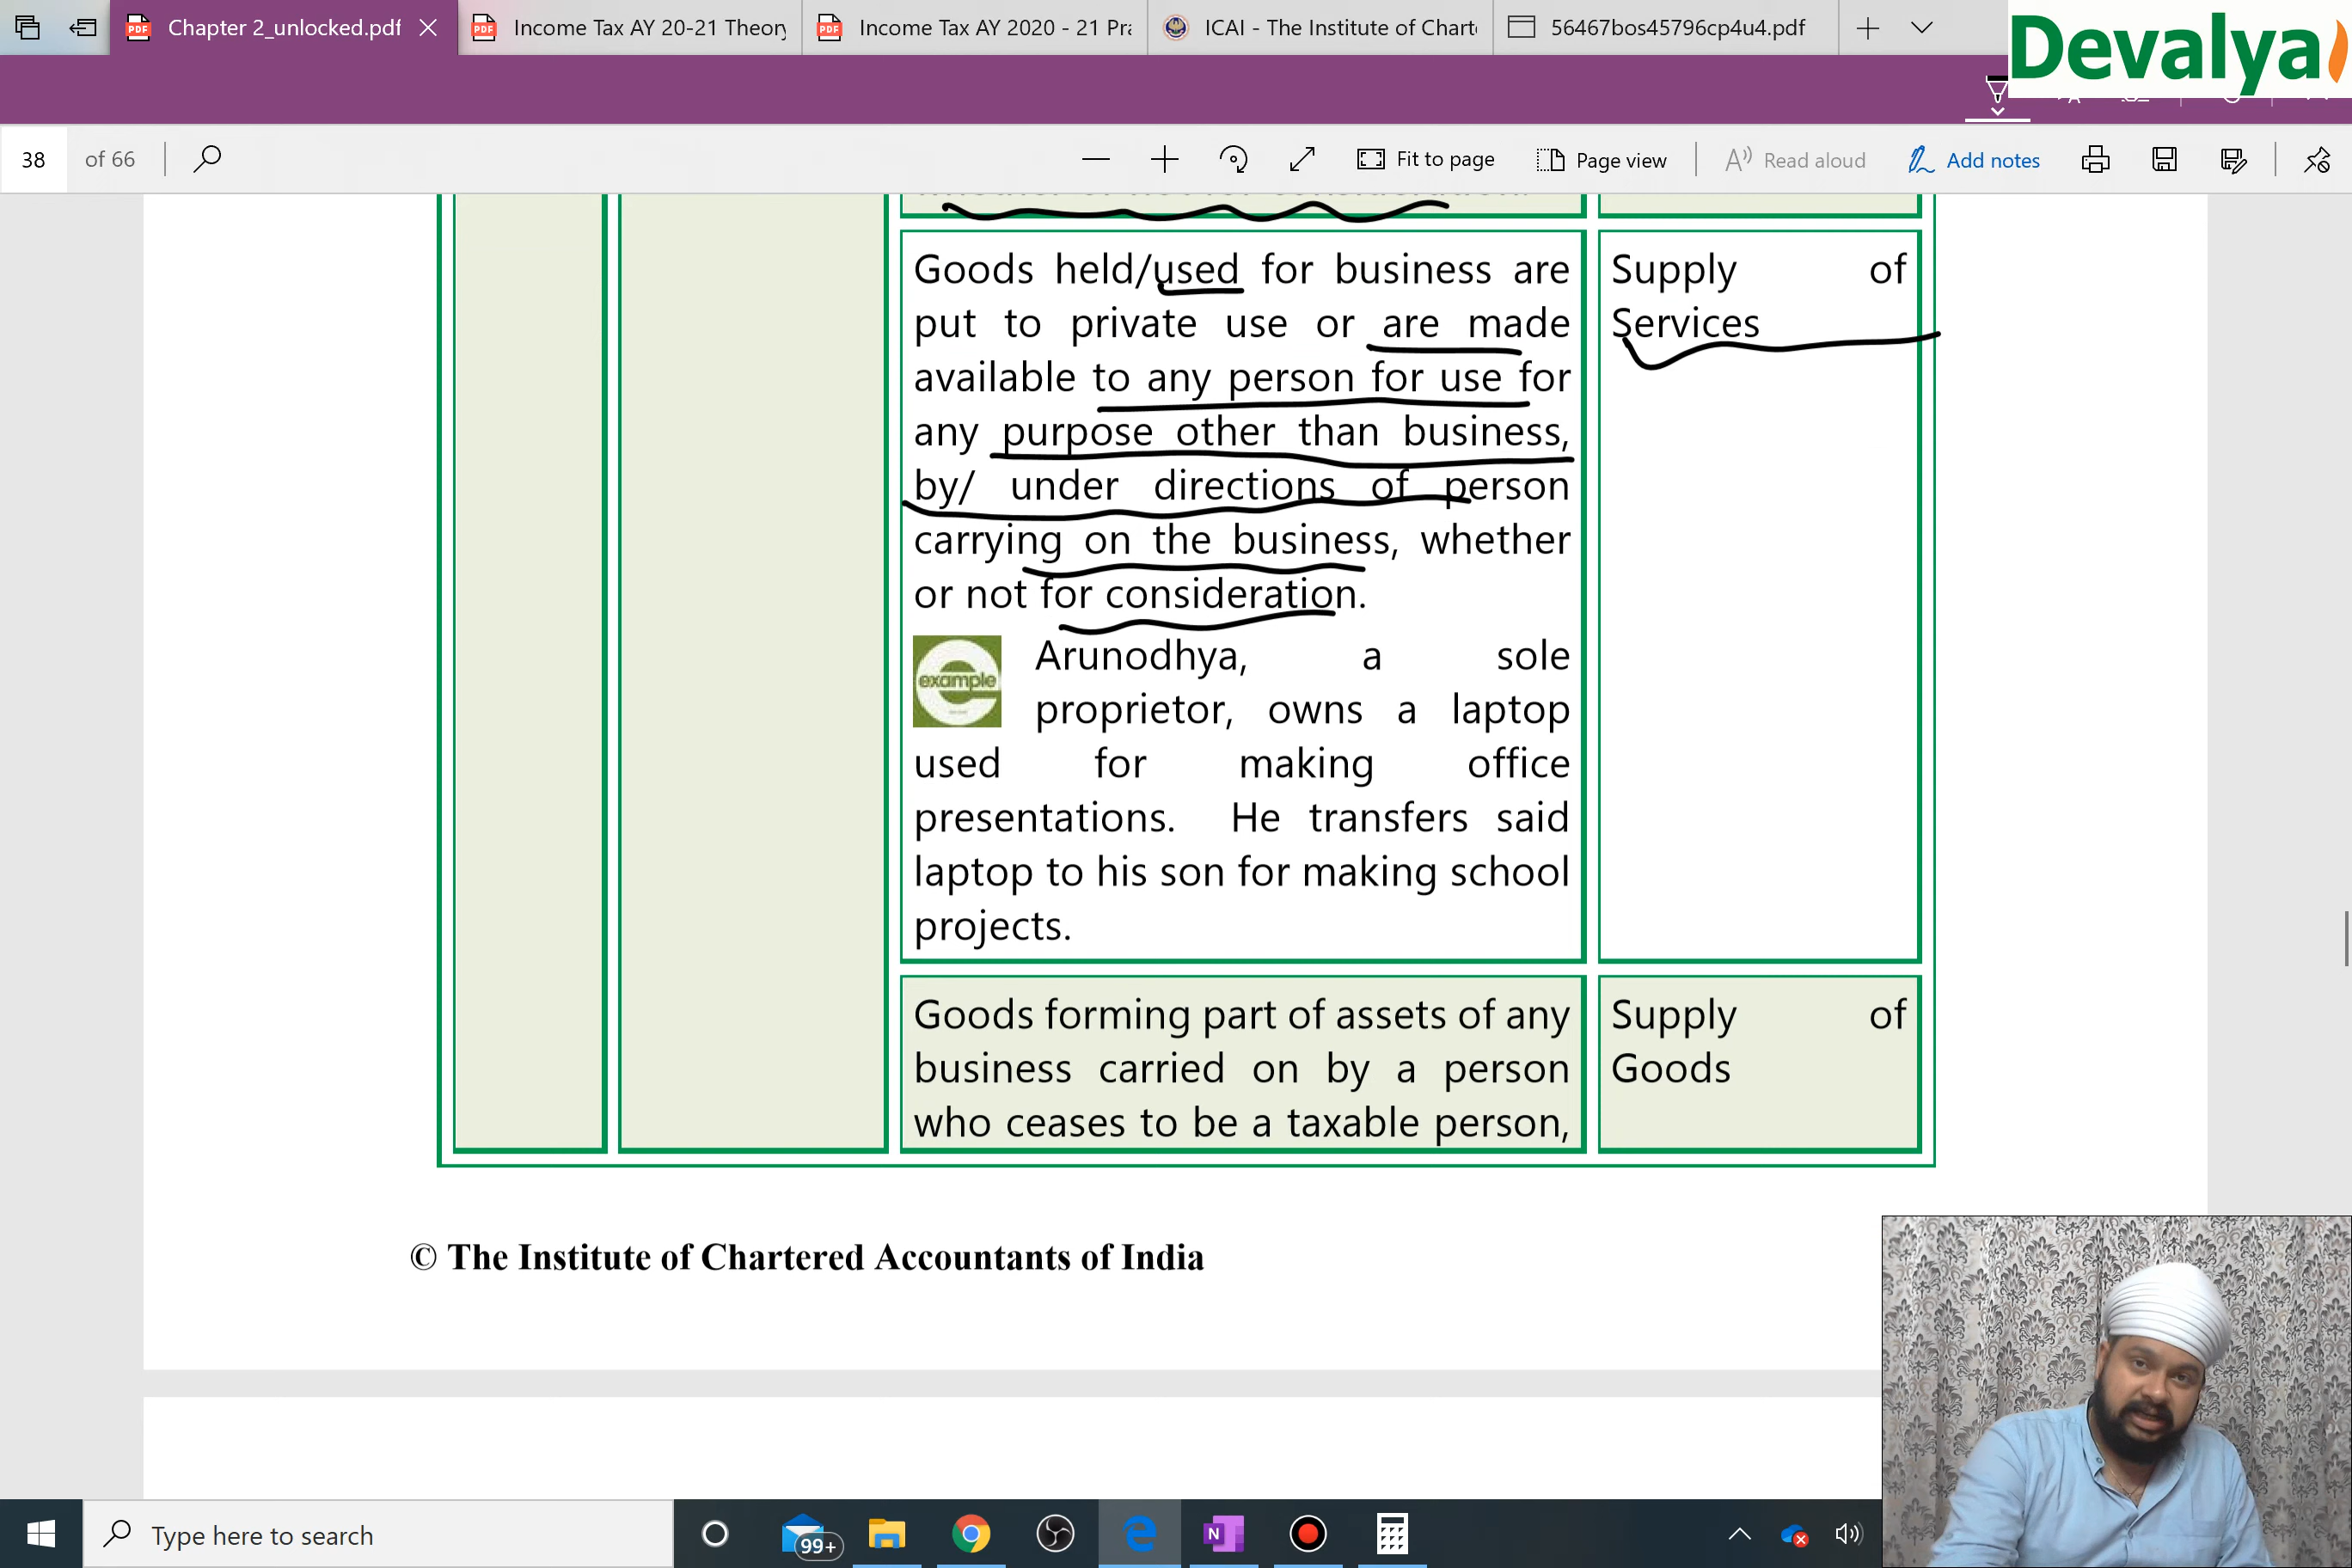 Chapter 2_unlocked.pdf
Income Tax AY 20-21 Theory
Income Tax AY 2020 - 21 Pra
ICAI - The Institute of Chart
56467bos45796cp4u4.pdf
Devalya
38 of 66
Fit to page
Page view
Read aloud
Add notes
Goods held/used for business are
put to private use or are made
available to any person for use for
any purpose other than business,
by/ under directions of person
carrying on the business, whether
or not for consideration.
Supply of
Services
example
Arunodhya, a sole
proprietor, owns a laptop
used for making office
presentations. He transfers said
laptop to his son for making school
projects.
Goods forming part of assets of any
business carried on by a person
who ceases to be a taxable person,
Supply of
Goods
© The Institute of Chartered Accountants of India
Type here to search
99+